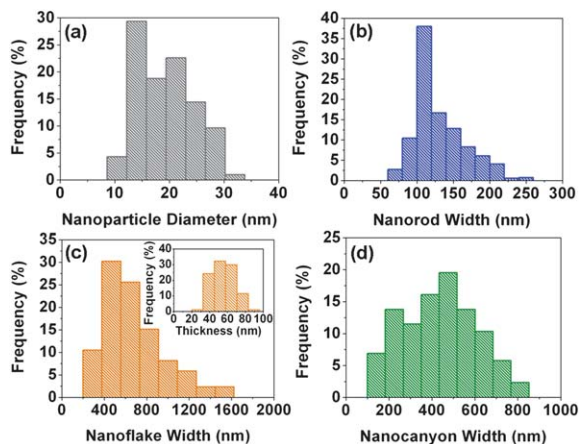 (a)
Frequency (%)
30
25
20
15
10
5
0
0 10 20 30 40
Nanoparticle Diameter (nm)
(b)
Frequency (%)
40
35
30
25
20
15
10
5
0
0 50 100 150 200 250 300
Nanorod Width (nm)
(c)
Frequency (%)
35
30
25
20
15
10
5
0
0 400 800 1200 1600 2000
Nanoflake Width (nm)
Frequency (%)
40
30
20
10
0
0 20 40 60 80 100
Thickness (nm)
(d)
Frequency (%)
25
20
15
10
5
0
0 200 400 600 800 1000
Nanocanyon Width (nm)